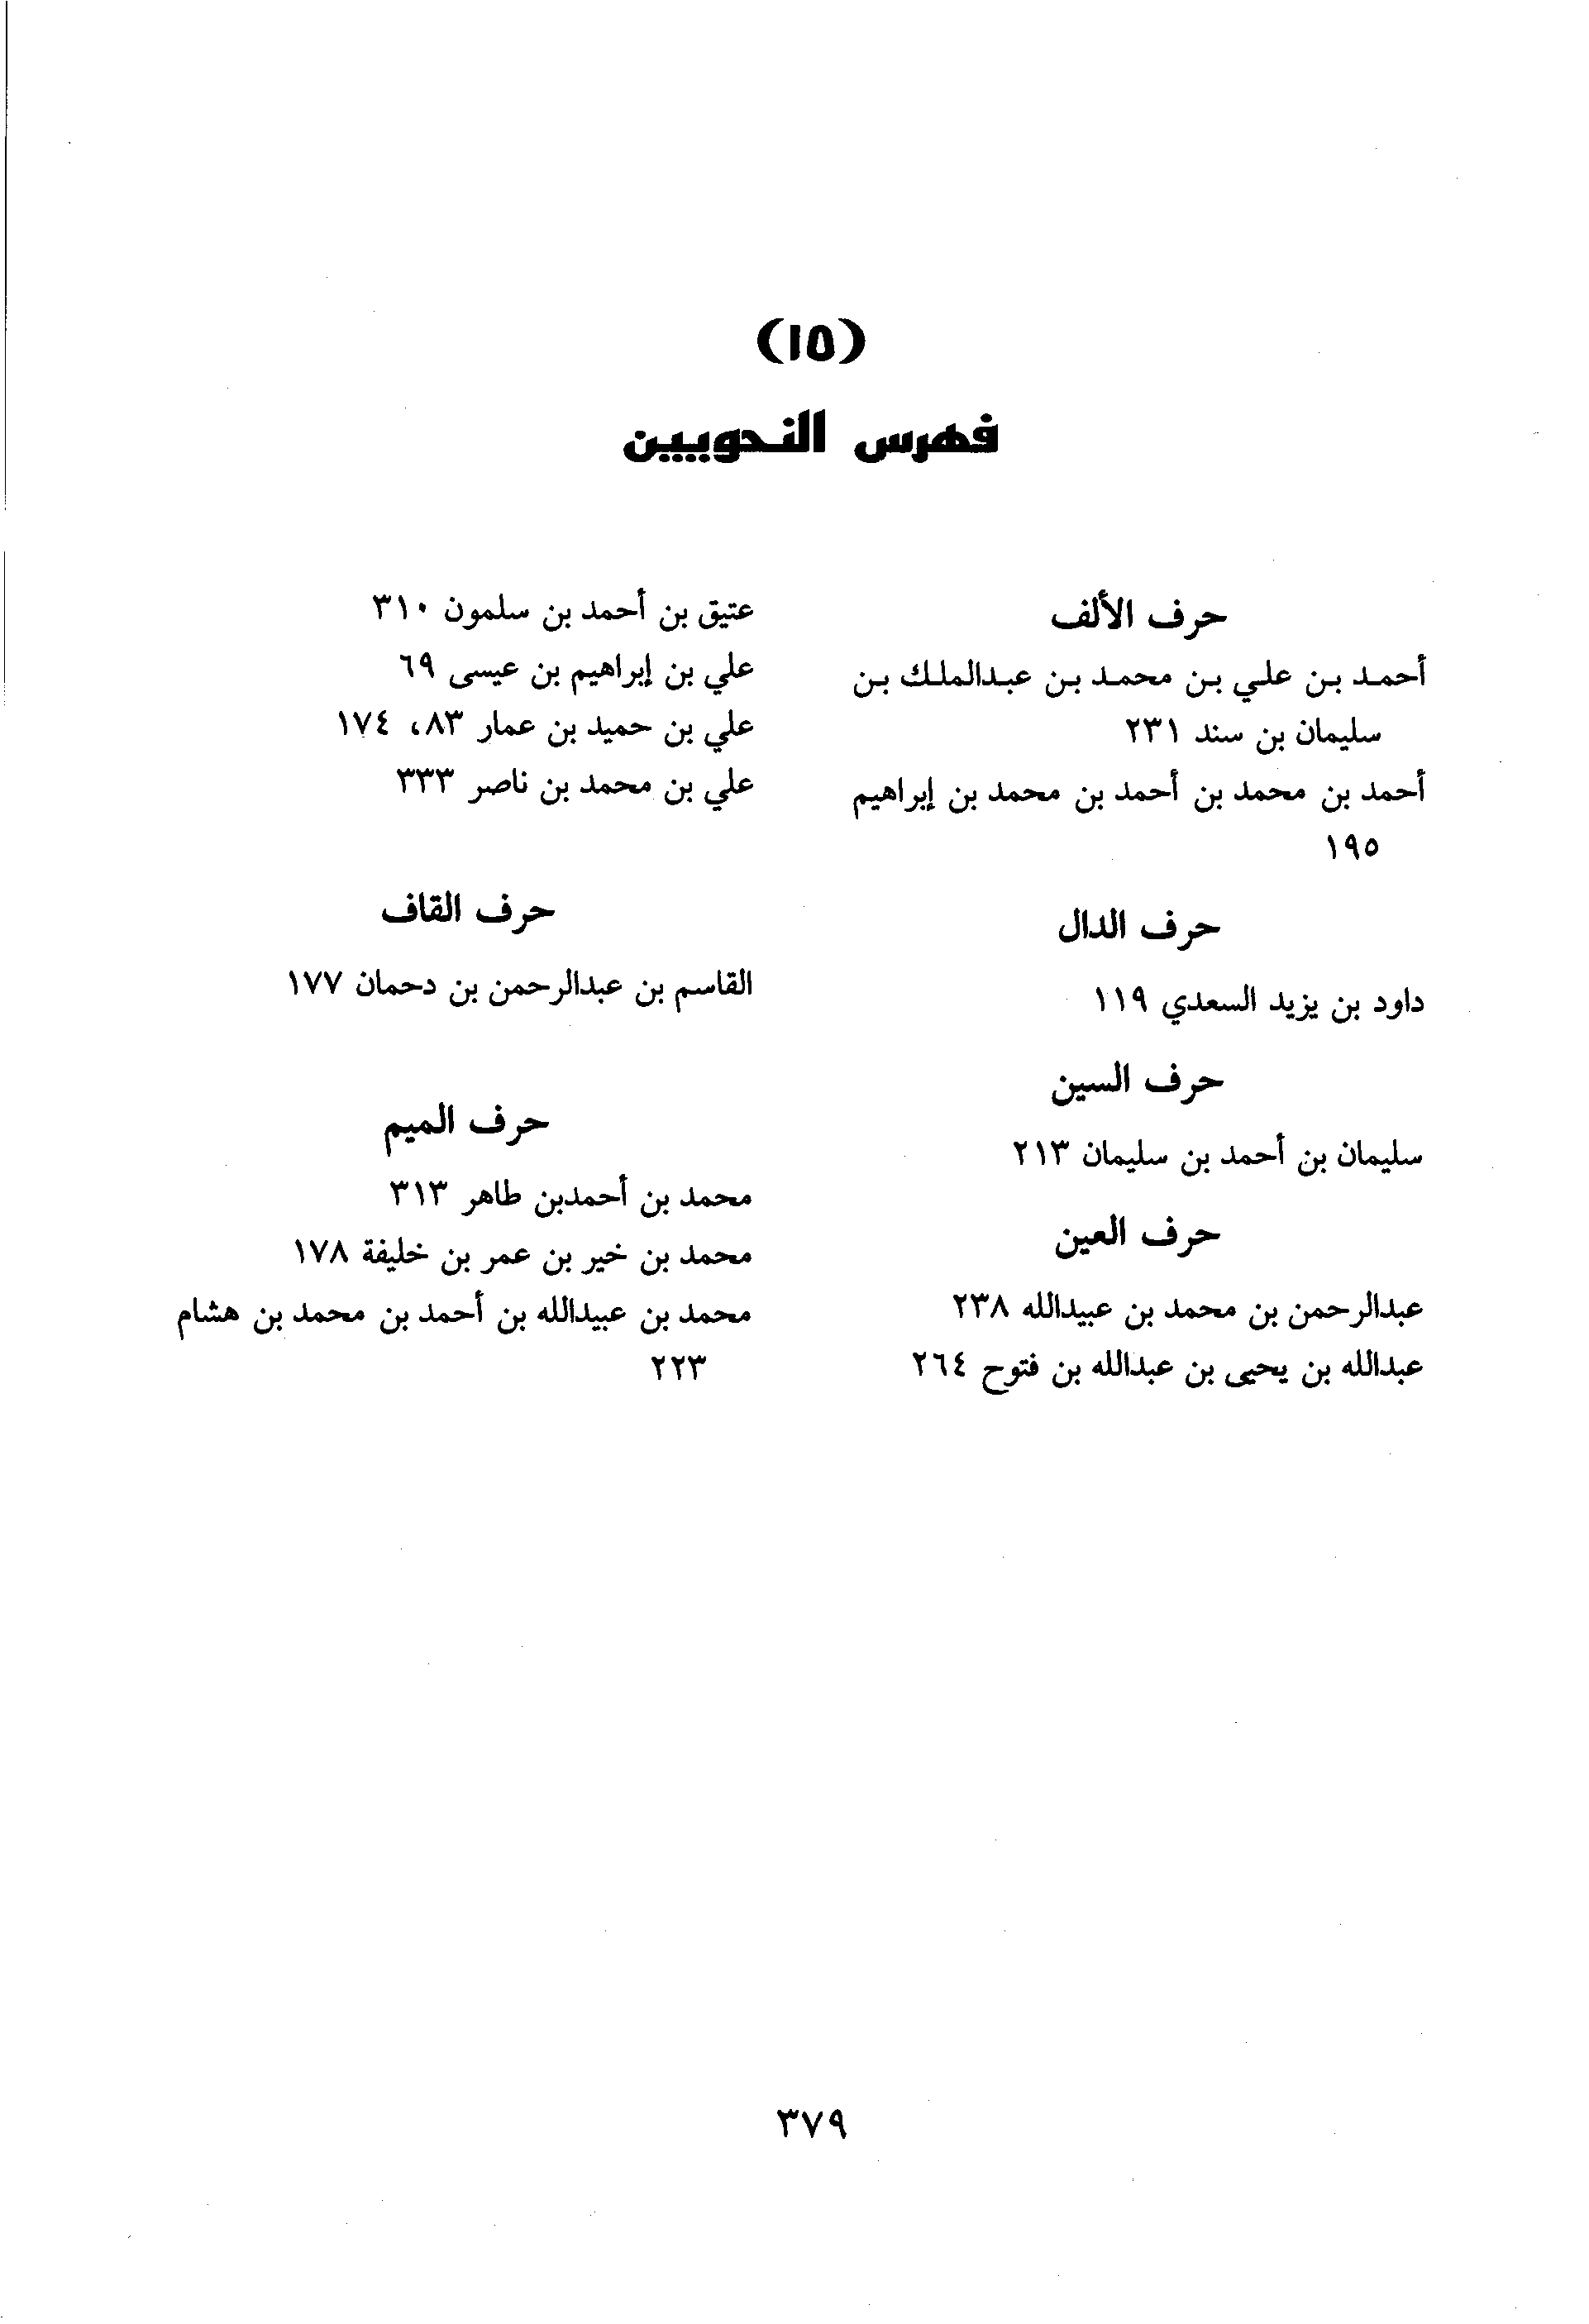 (١٥)
فهرس النحويين
حرف الألف
أحمد بن علي بن محمد بن عبدالملك بن
سليمان بن سند ٢٣١
أحمد بن محمد بن أحمد بن محمد بن إبراهيم
١٩٥
حرف الدال
داود بن يزيد السعدي ١١٩
حرف السين
سليمان بن أحمد بن سليمان ٢١٣
حرف العين
عبدالرحمن بن محمد بن عبيدالله ٢٣٨
عبدالله بن يحيى بن عبدالله بن فتوح ٢٦٤
عتيق بن أحمد بن سلمون ٣١٠
علي بن إبراهيم بن عيسى ٦٩
علي بن حميد بن عمار ٨٣، ١٧٤
علي بن محمد بن ناصر ٣٣٣
حرف القاف
القاسم بن عبدالرحمن بن دحمان ١٧٧
حرف الميم
محمد بن أحمدبن طاهر ٣١٣
محمد بن خير بن عمر بن خليفة ١٧٨
محمد بن عبيدالله بن أحمد بن محمد بن هشام
٢٢٣
٣٧٩